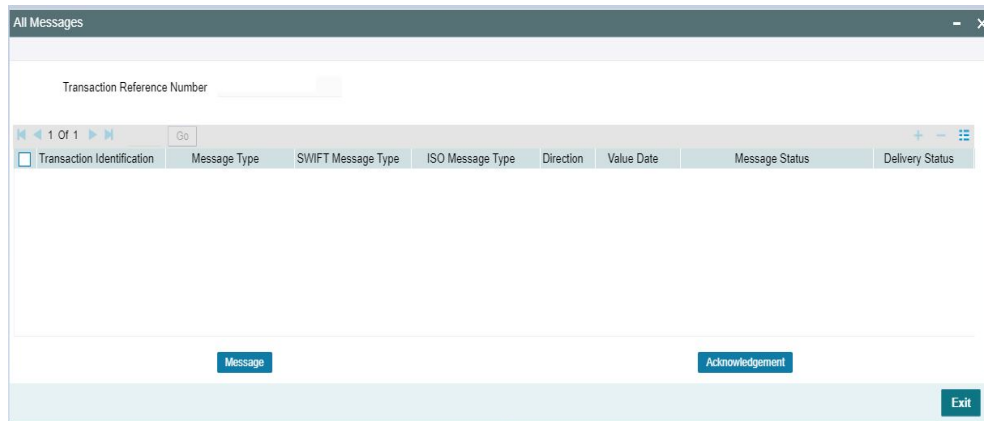 All Messages
Transaction Reference Number
1 Of 1 Go
Transaction Identification Message Type SWIFT Message Type ISO Message Type Direction Value Date Message Status Delivery Status
Message Acknowledgement
Exit